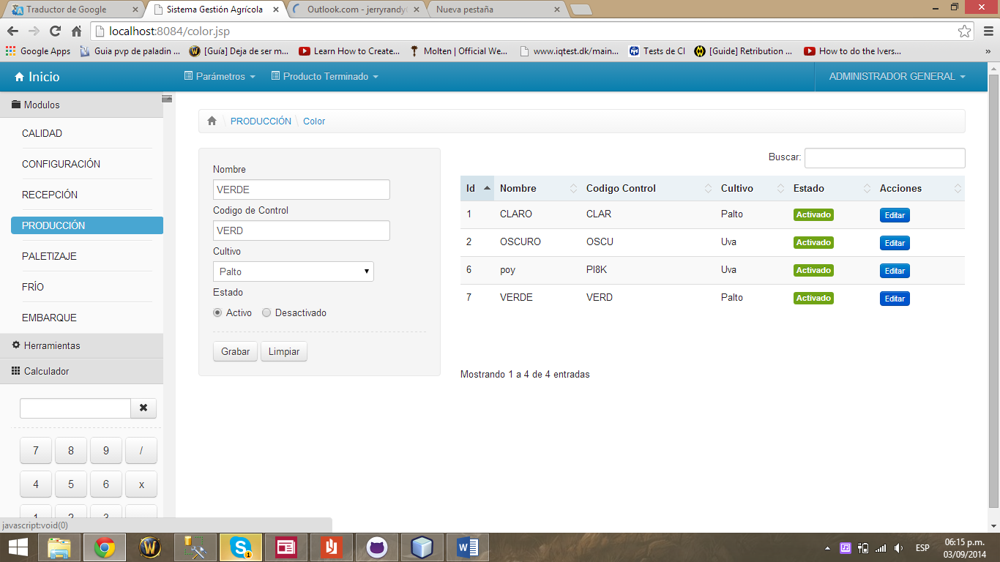 Traductor de Google
Sistema Gestión Agrícola
Outlook.com - jerryrandy
Nueva pestaña
localhost:8084/color.jsp
Google Apps
Guia pvp de paladin ...
[Guía] Deja de ser m...
Learn How to Create...
Molten | Official We...
www.iqtest.dk/main...
Tests de CI
[Guide] Retribution ...
How to do the Ivers...
»
Inicio
Parámetros
Producto Terminado
ADMINISTRADOR GENERAL
Modulos
CALIDAD
CONFIGURACIÓN
RECEPCIÓN
PRODUCCIÓN
PALETIZAJE
FRÍO
EMBARQUE
Herramientas
Calculador
7 8 9 /
4 5 6 x
1 2 3
javascript:void(0)
PRODUCCIÓN \ Color
Nombre
VERDE
Codigo de Control
VERD
Cultivo
Palto
Estado
Activo Desactivado
Grabar Limpiar
Buscar:
Id Nombre Codigo Control Cultivo Estado Acciones
1 CLARO CLAR Palto Activado Editar
2 OSCURO OSCU Uva Activado Editar
6 poy PI8K Uva Activado Editar
7 VERDE VERD Palto Activado Editar
Mostrando 1 a 4 de 4 entradas
1
ESP
06:15 p.m.
03/09/2014